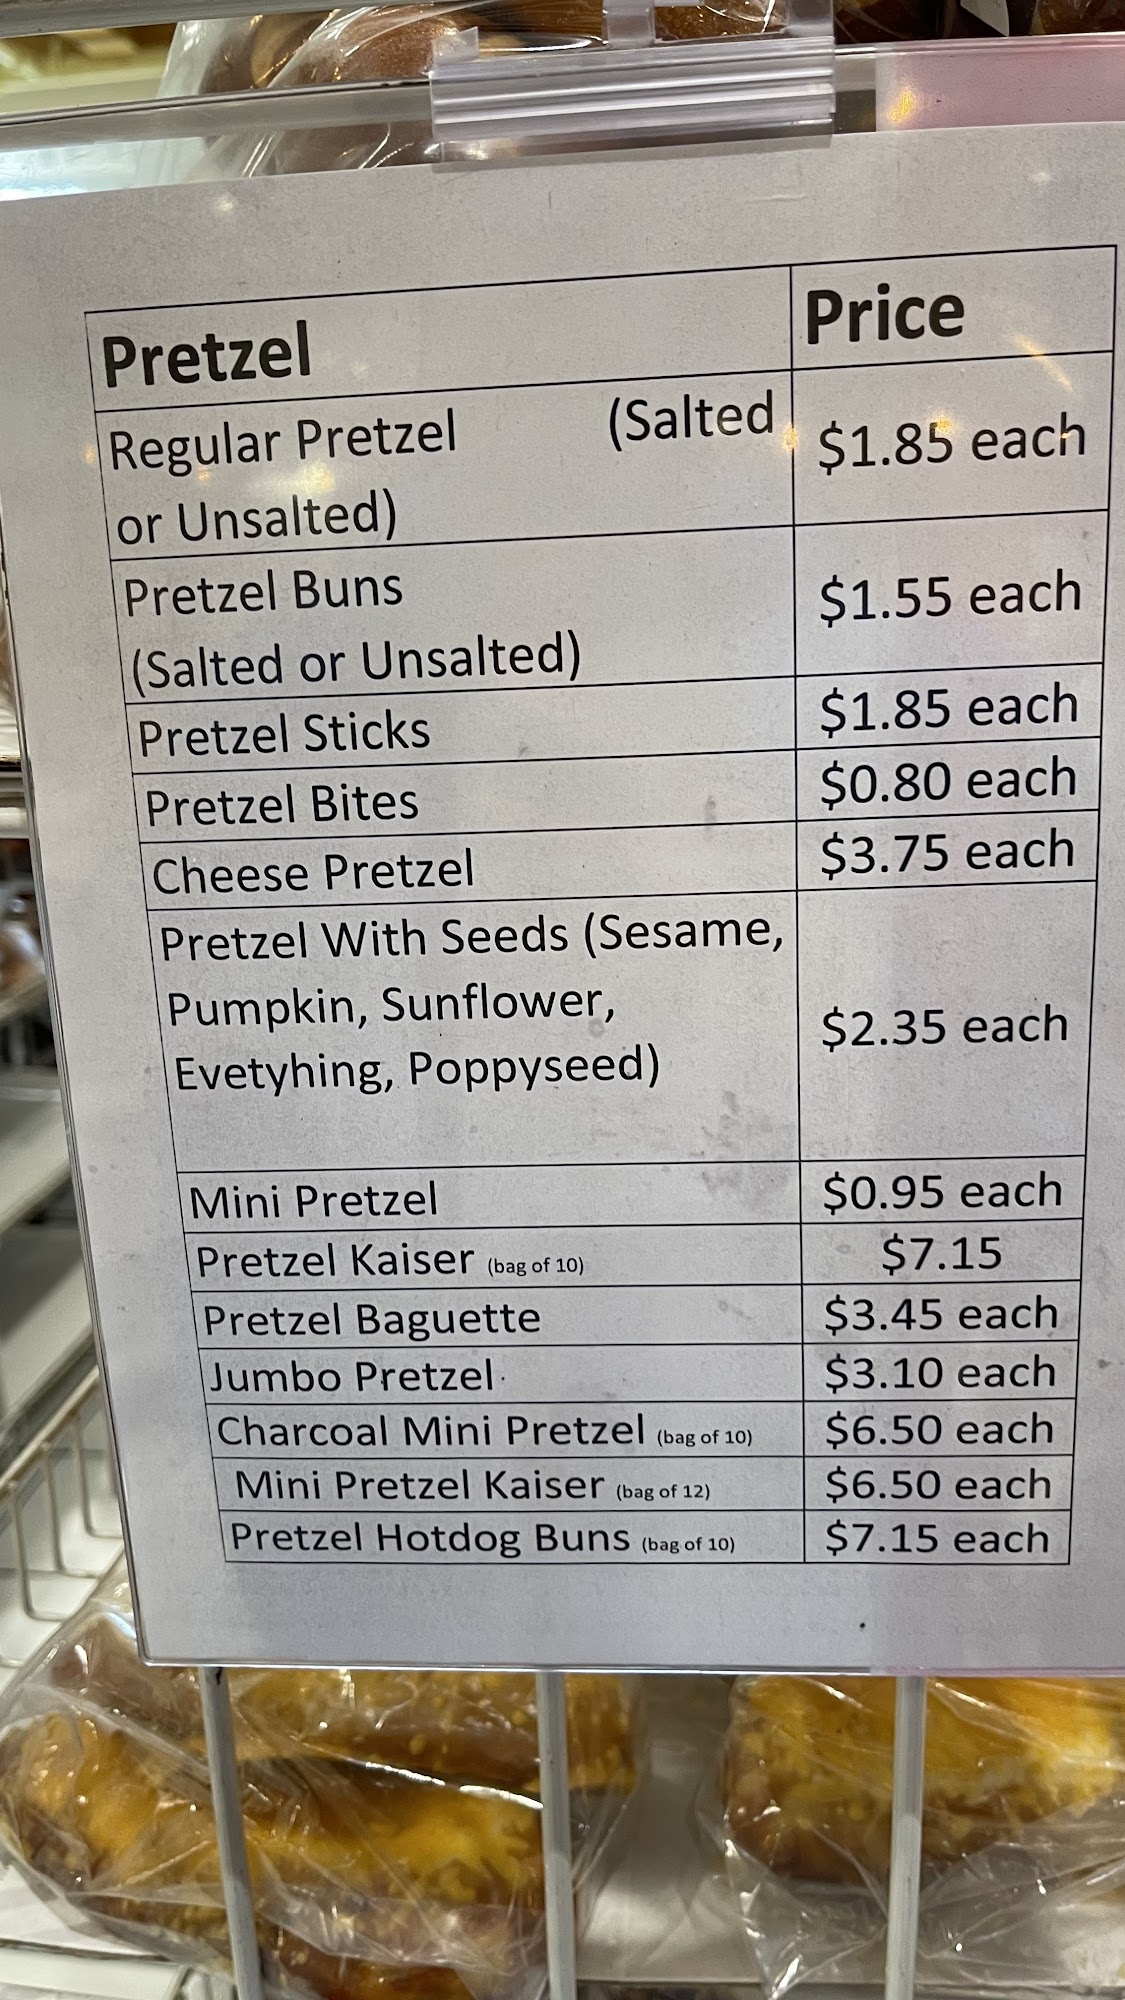 Pretzel Price
Regular Pretzel (Salted
or Unsalted) $1.85 each
Pretzel Buns
(Salted or Unsalted) $1.55 each
Pretzel Sticks $1.85 each
Pretzel Bites $0.80 each
Cheese Pretzel $3.75 each
Pretzel With Seeds (Sesame,
Pumpkin, Sunflower,
Evetyhing, Poppyseed) $2.35 each
Mini Pretzel $0.95 each
Pretzel Kaiser (bag of 10) $7.15
Pretzel Baguette $3.45 each
Jumbo Pretzel $3.10 each
Charcoal Mini Pretzel (bag of 10) $6.50 each
Mini Pretzel Kaiser (bag of 12) $6.50 each
Pretzel Hotdog Buns (bag of 10) $7.15 each